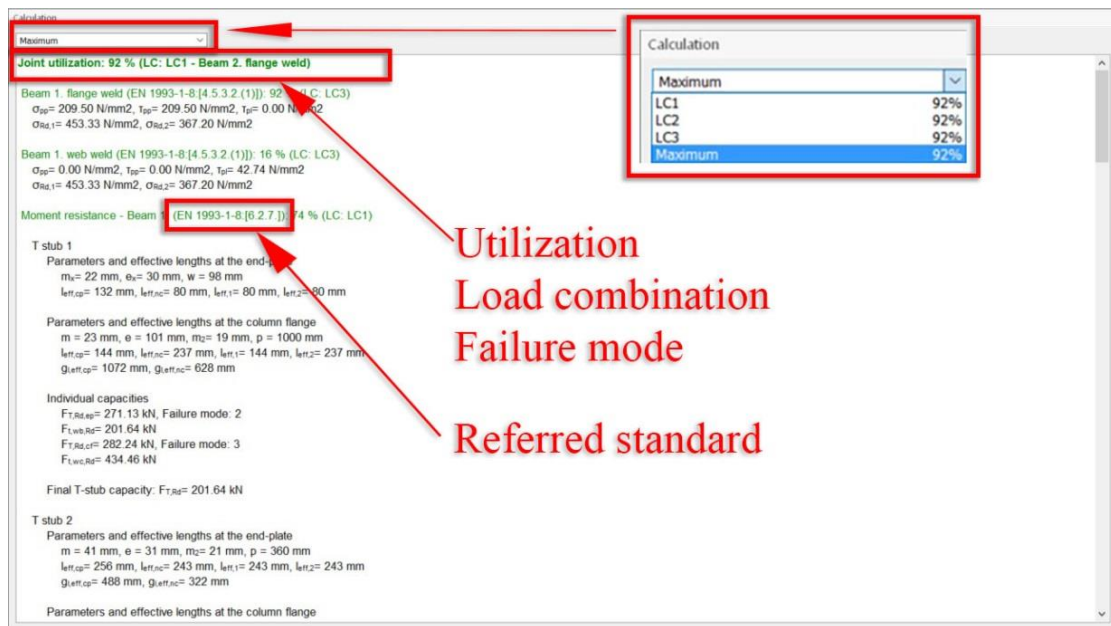 Calculation
Maximum
Joint utilization: 92 % (LC: LC1 - Beam 2. flange weld)
Beam 1. flange weld (EN 1993-1-8:[4.5.3.2.(1)]): 92 % (LC: LC3)
σpp= 209.50 N/mm2, τpp= 209.50 N/mm2, τpl= 0.00 N/mm2
σRd,1= 453.33 N/mm2, σRd,2= 367.20 N/mm2
Beam 1. web weld (EN 1993-1-8:[4.5.3.2.(1)]): 16 % (LC: LC3)
σpp= 0.00 N/mm2, τpp= 0.00 N/mm2, τpl= 42.74 N/mm2
σRd,1= 453.33 N/mm2, σRd,2= 367.20 N/mm2
Moment resistance - Beam 1. (EN 1993-1-8:[6.2.7.]): 74 % (LC: LC1)
T stub 1
Parameters and effective lengths at the end-plate
mx= 22 mm, ex= 30 mm, w = 98 mm
leff,cp= 132 mm, leff,nc= 80 mm, leff,1= 80 mm, leff,2= 80 mm
Parameters and effective lengths at the column flange
m = 23 mm, e = 101 mm, m2= 19 mm, p = 1000 mm
leff,cp= 144 mm, leff,nc= 237 mm, leff,1= 144 mm, leff,2= 237 mm
gl,eff,cp= 1072 mm, gl,eff,nc= 628 mm
Individual capacities
FT,Rd,ep= 271.13 kN, Failure mode: 2
Ft,wb,Rd= 201.64 kN
FT,Rd,cf= 282.24 kN, Failure mode: 3
Ft,wc,Rd= 434.46 kN
Final T-stub capacity: FT,Rd= 201.64 kN
T stub 2
Parameters and effective lengths at the end-plate
m = 41 mm, e = 31 mm, m2= 21 mm, p = 360 mm
leff,cp= 256 mm, leff,nc= 243 mm, leff,1= 243 mm, leff,2= 243 mm
gl,eff,cp= 488 mm, gl,eff,nc= 322 mm
Parameters and effective lengths at the column flange
Calculation
Maximum
LC1 92%
LC2 92%
LC3 92%
Maximum 92%
Utilization
Load combination
Failure mode
Referred standard